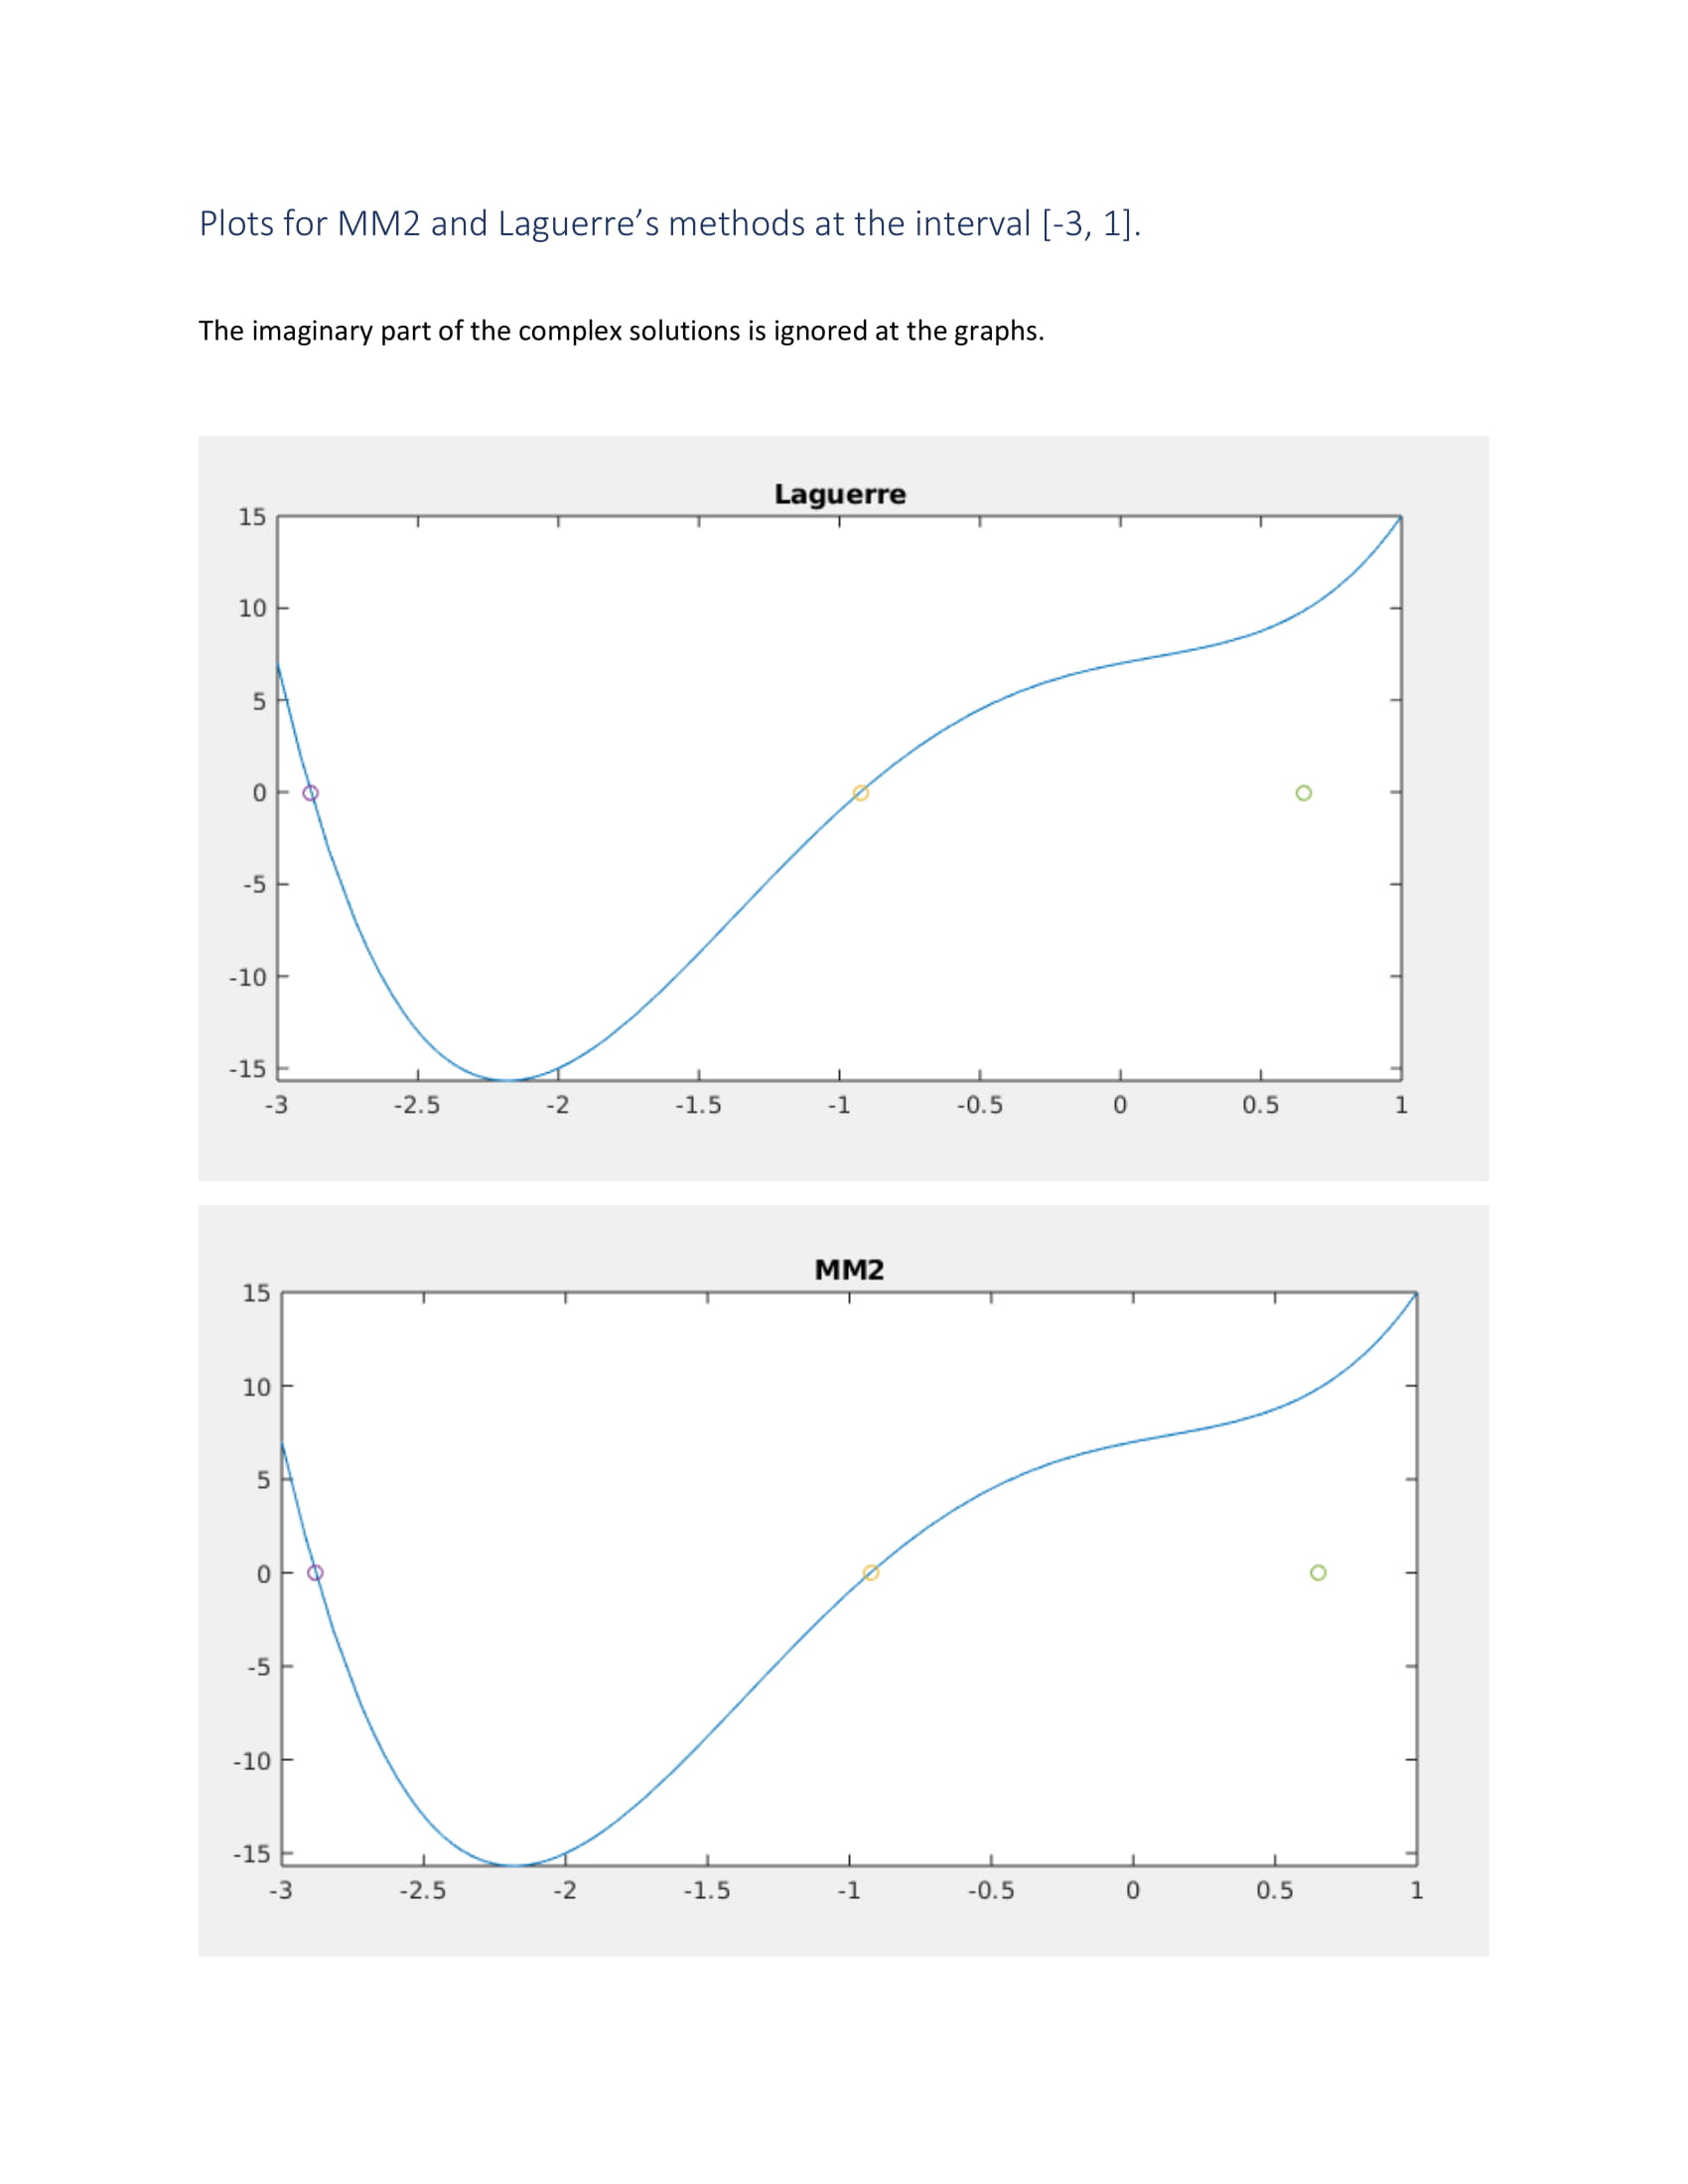 Plots for MM2 and Laguerre’s methods at the interval [-3, 1].
The imaginary part of the complex solutions is ignored at the graphs.
Laguerre
15
10
5
0
-5
-10
-15
-3 -2.5 -2 -1.5 -1 -0.5 0 0.5 1
MM2
15
10
5
0
-5
-10
-15
-3 -2.5 -2 -1.5 -1 -0.5 0 0.5 1